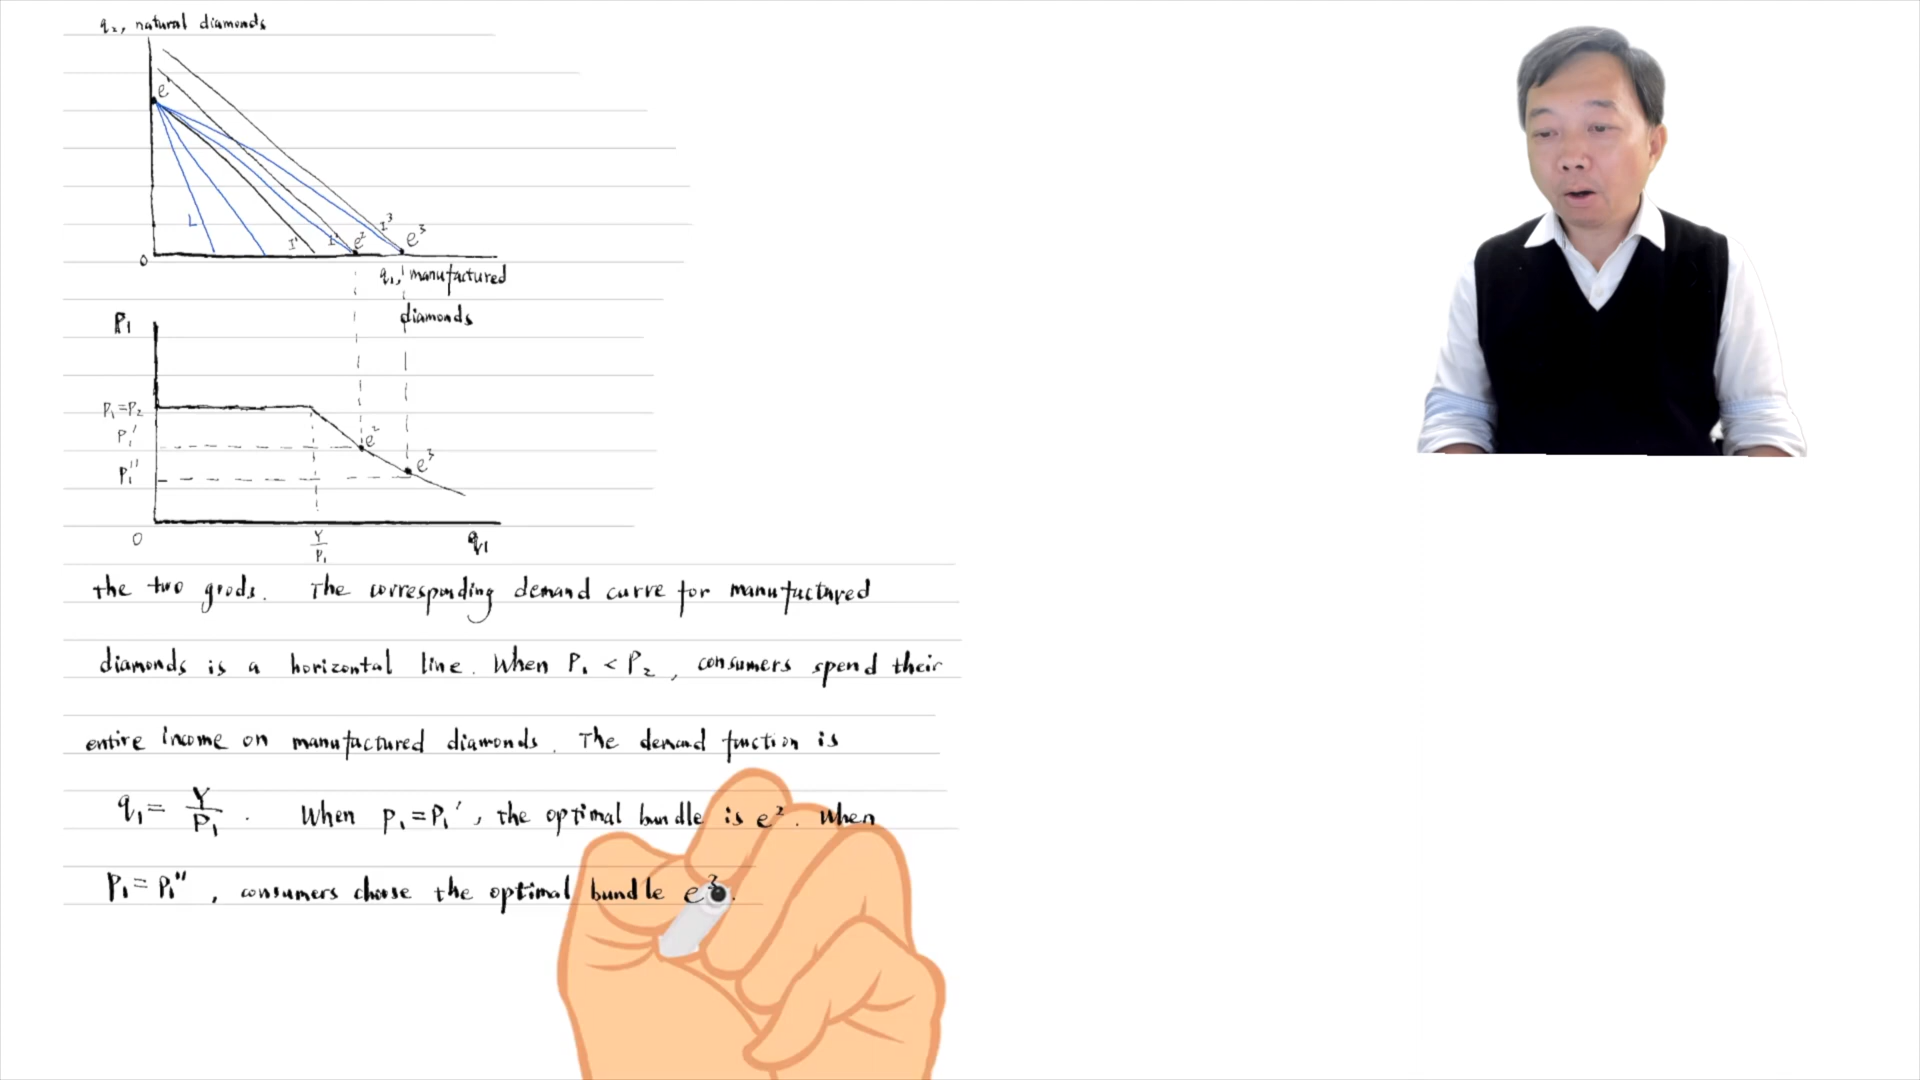 q₂, natural diamonds
e¹
L
I¹
I¹
e²
I³
e³
0
q₁, manufactured
diamonds
P₁
P₁=P₂
P₁'
e²
P₁''
e³
0
Y/P₁
q₁
the two goods. The corresponding demand curve for manufactured
diamonds is a horizontal line. When P₁ < P₂, consumers spend their
entire income on manufactured diamonds. The demand function is
q₁ = Y/P₁. When P₁=P₁', the optimal bundle is e². When
P₁=P₁'', consumers choose the optimal bundle e³.